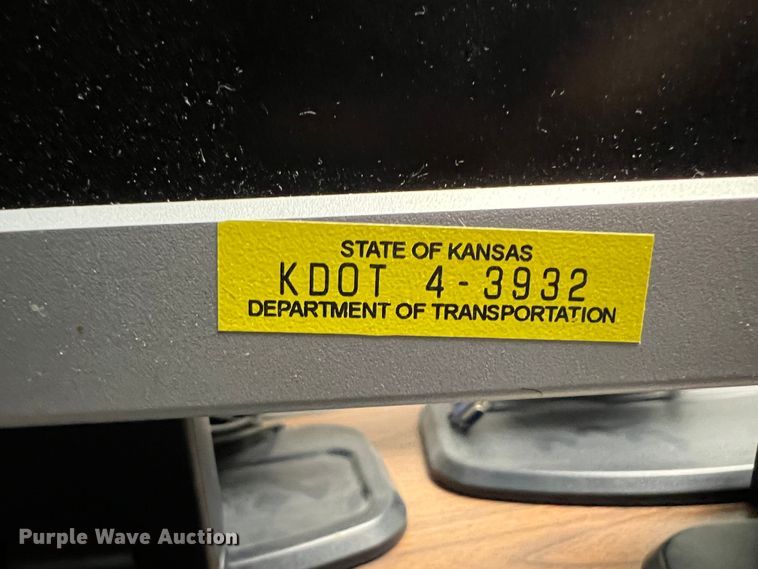 STATE OF KANSAS
KDOT 4-3932
DEPARTMENT OF TRANSPORTATION
Purple Wave Auction